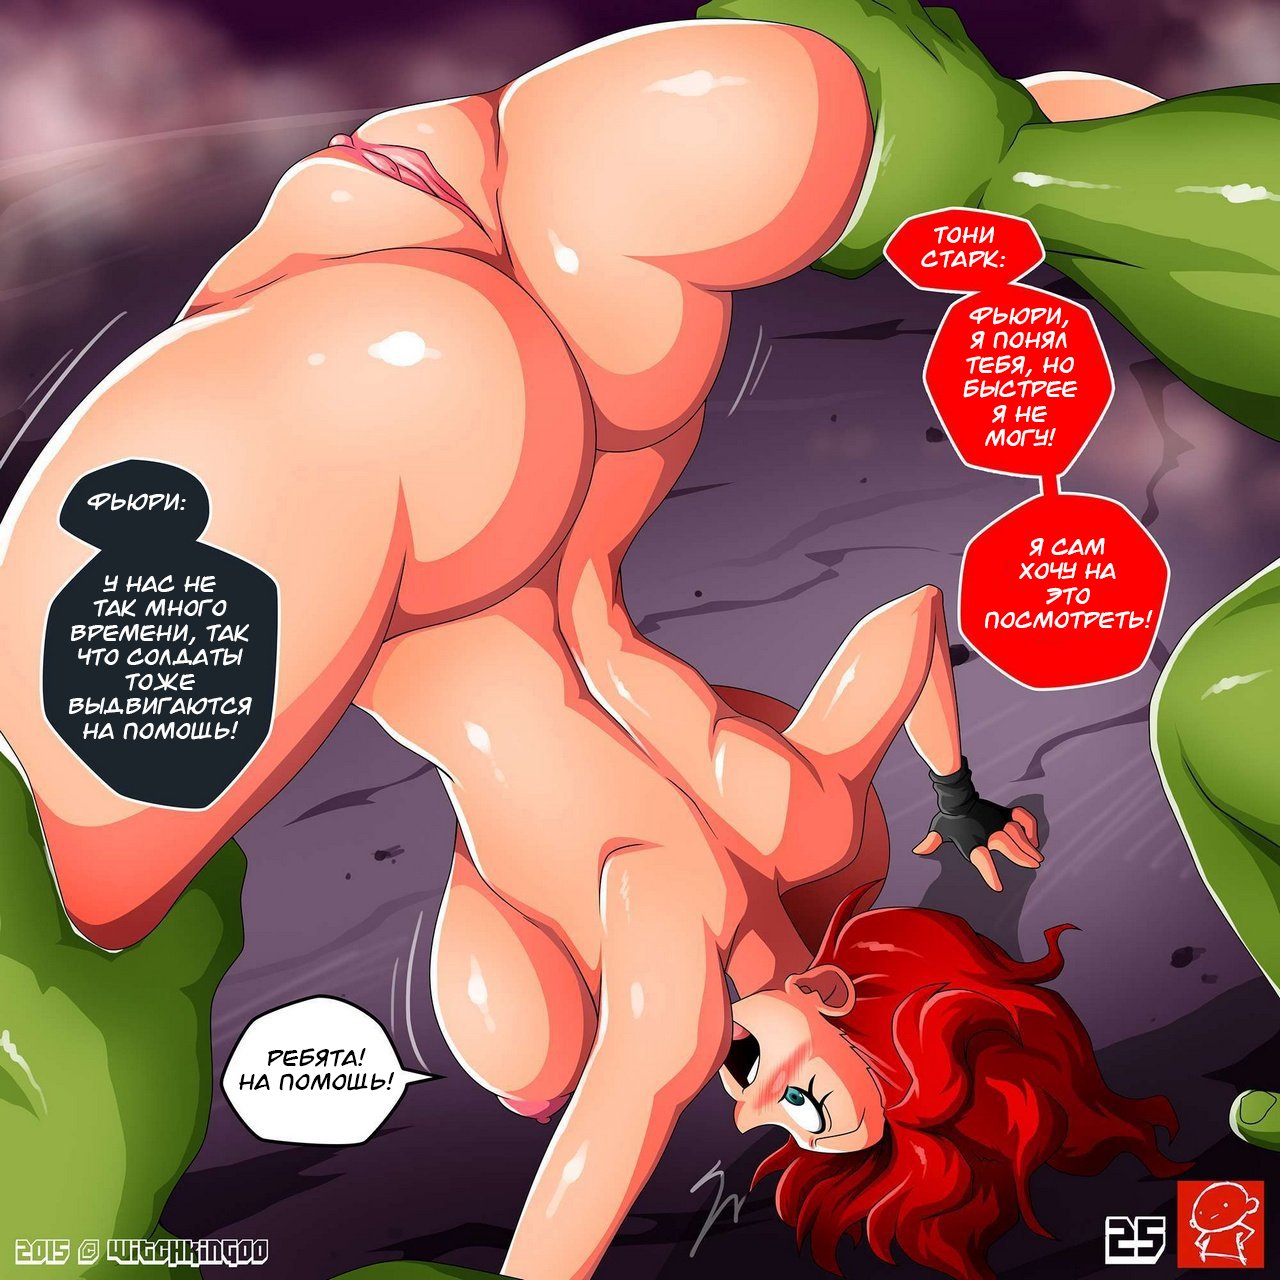 ТОНИ
СТАРК:
ФЬЮРИ,
Я ПОНЯЛ
ТЕБЯ, НО
БЫСТРЕЕ
Я НЕ
МОГУ!
Я САМ
ХОЧУ НА
ЭТО
ПОСМОТРЕТЬ!
ФЬЮРИ:
У НАС НЕ
ТАК МНОГО
ВРЕМЕНИ, ТАК
ЧТО СОЛДАТЫ
ТОЖЕ
ВЫДВИГАЮТСЯ
НА ПОМОЩЬ!
РЕБЯТА!
НА ПОМОЩЬ!
2015 © WITCHKING00
25